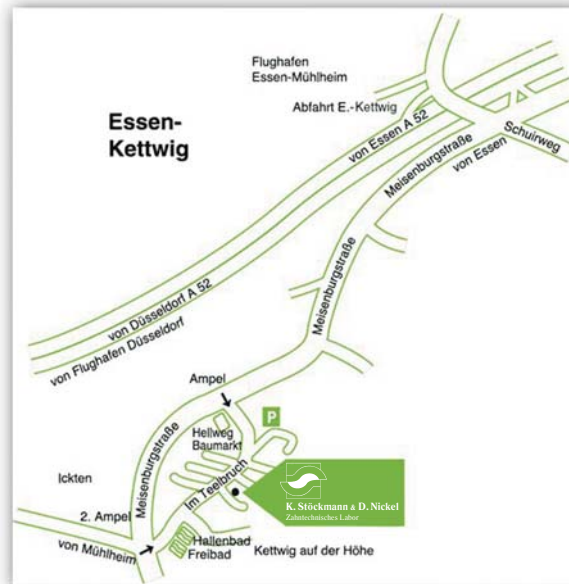 Flughafen
Essen-Mühlheim
Abfahrt E.-Kettwig
Essen-
Kettwig
von Essen A 52
Schuirweg
Meisenburgstraße
von Essen
Meisenburgstraße
von Düsseldorf A 52
von Flughafen Düsseldorf
Ampel
P
Meisenburgstraße
Hellweg
Baumarkt
Im Teelbruch
Ickten
K. Stöckmann & D. Nickel
Zahntechnisches Labor
2. Ampel
von Mühlheim
Hallenbad
Freibad
Kettwig auf der Höhe